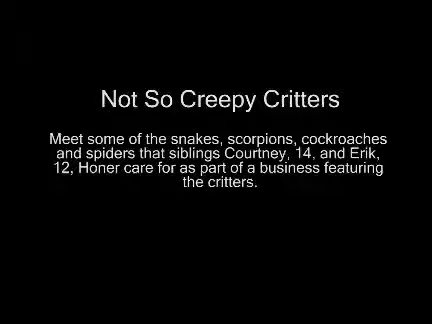 Not So Creepy Critters
Meet some of the snakes, scorpions, cockroaches
and spiders that siblings Courtney, 14, and Erik,
12, Honer care for as part of a business featuring
the critters.